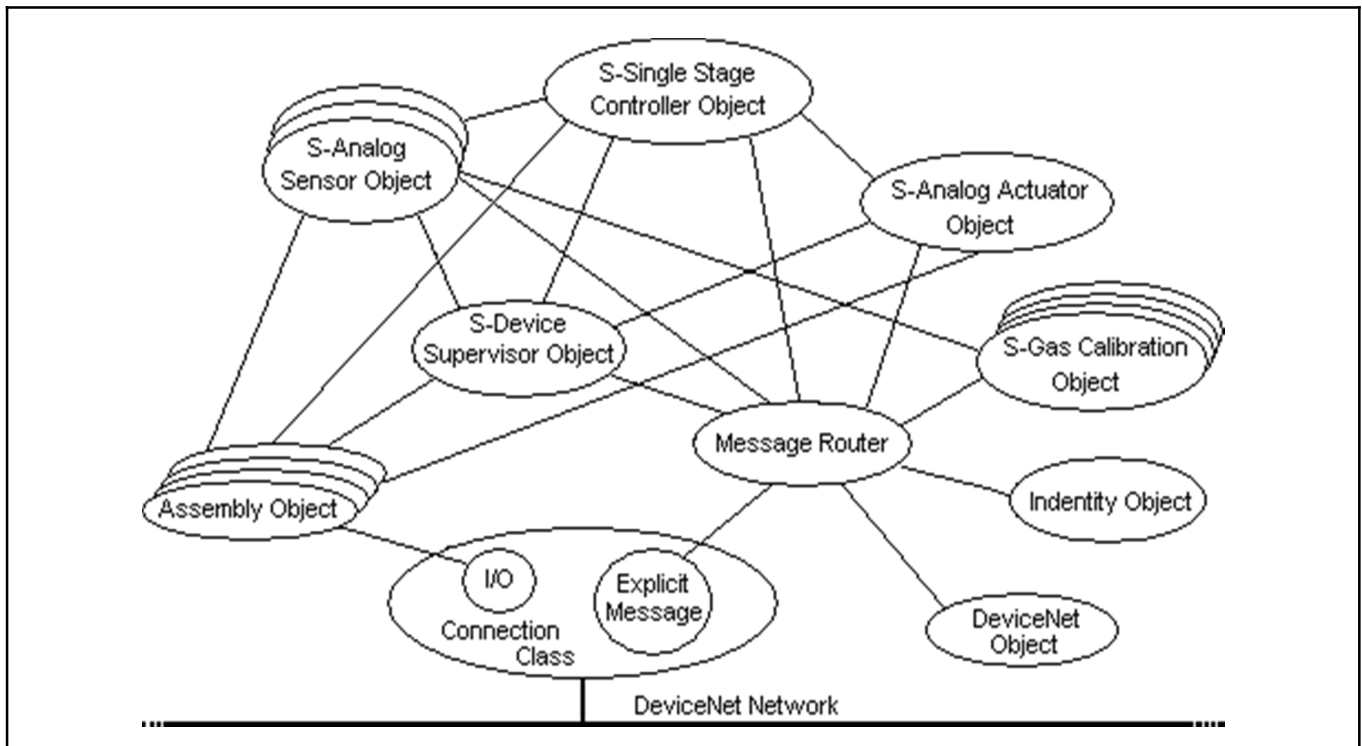 S-Single Stage
Controller Object
S-Analog
Sensor Object
S-Analog Actuator
Object
S-Device
Supervisor Object
S-Gas Calibration
Object
Message Router
Assembly Object
Indentity Object
I/O
Explicit
Message
Connection
Class
DeviceNet
Object
DeviceNet Network